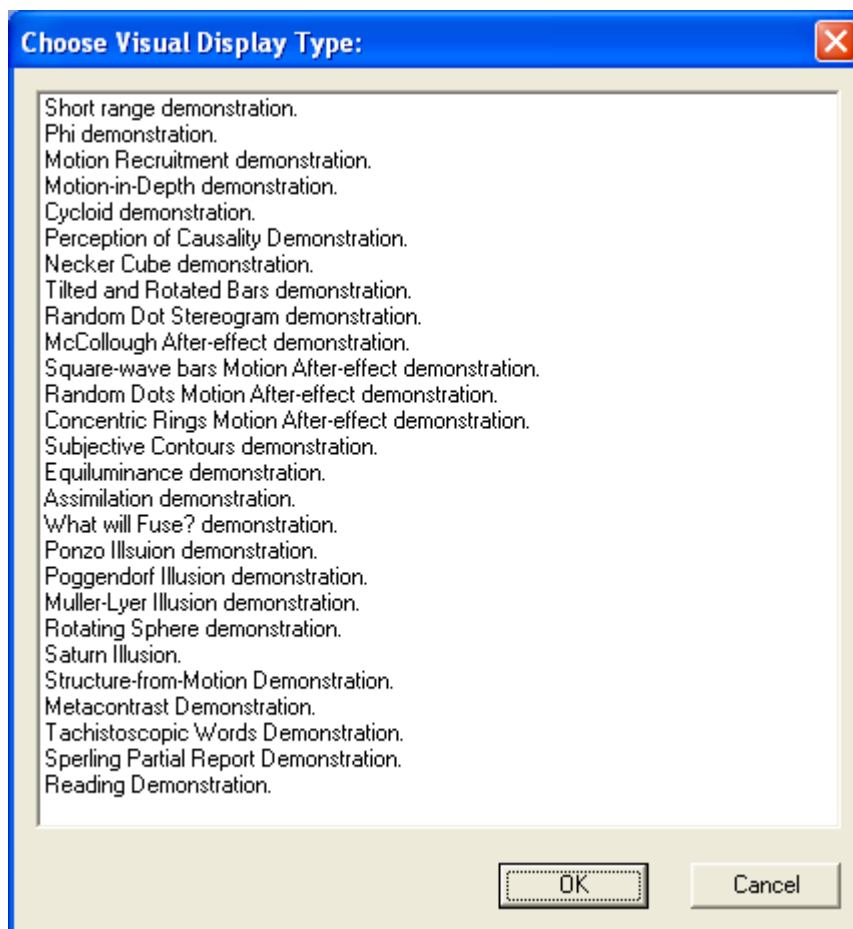 Choose Visual Display Type:
Short range demonstration.
Phi demonstration.
Motion Recruitment demonstration.
Motion-in-Depth demonstration.
Cycloid demonstration.
Perception of Causality Demonstration.
Necker Cube demonstration.
Tilted and Rotated Bars demonstration.
Random Dot Stereogram demonstration.
McCollough After-effect demonstration.
Square-wave bars Motion After-effect demonstration.
Random Dots Motion After-effect demonstration.
Concentric Rings Motion After-effect demonstration.
Subjective Contours demonstration.
Equiluminance demonstration.
Assimilation demonstration.
What will Fuse? demonstration.
Ponzo Illsuion demonstration.
Poggendorf Illusion demonstration.
Muller-Lyer Illusion demonstration.
Rotating Sphere demonstration.
Saturn Illusion.
Structure-from-Motion Demonstration.
Metacontrast Demonstration.
Tachistoscopic Words Demonstration.
Sperling Partial Report Demonstration.
Reading Demonstration.
OK Cancel